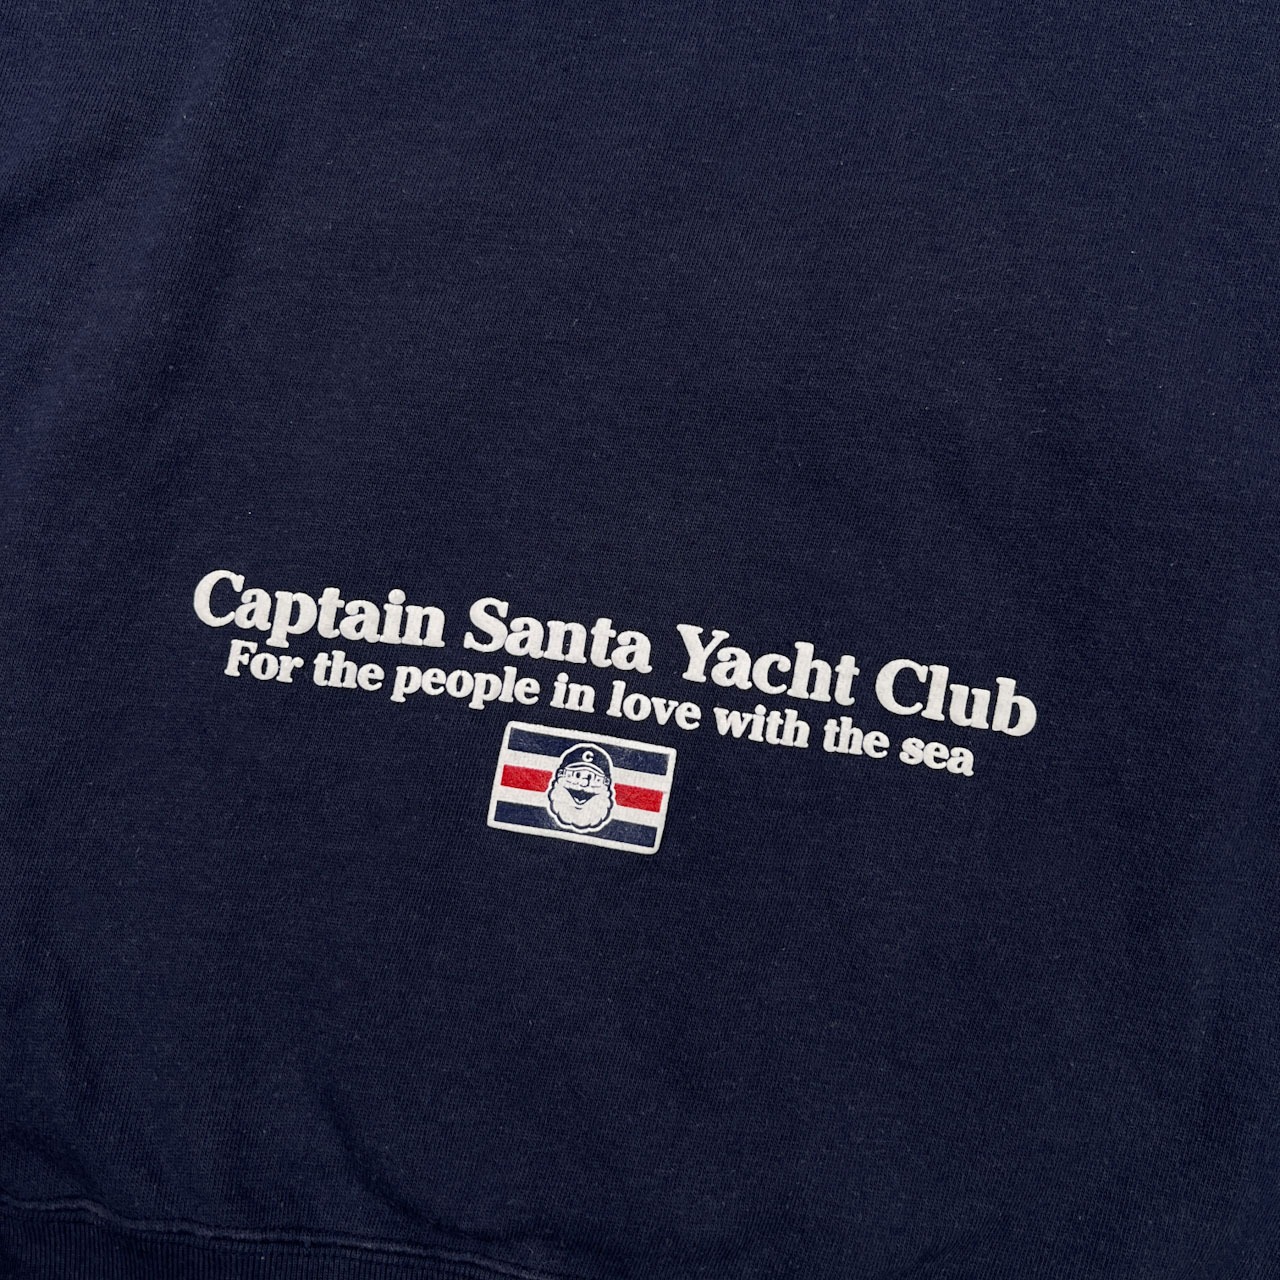 Captain Santa Yacht Club
For the people in love with the sea
C